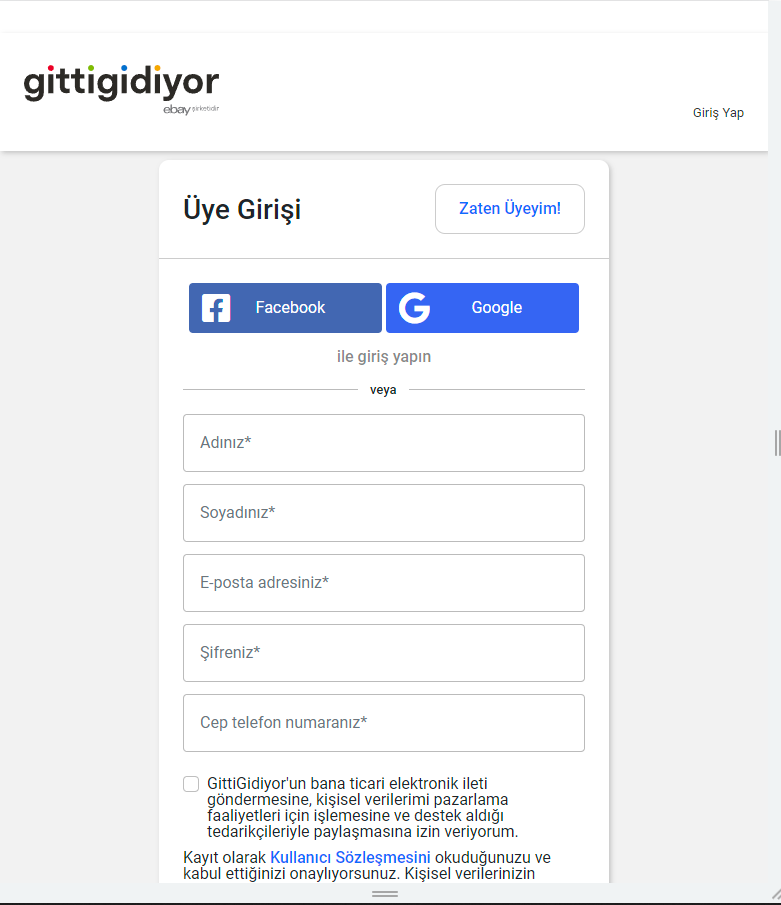 gittigidiyor
ebay şirketidir
Giriş Yap
Üye Girişi
Zaten Üyeyim!
Facebook
Google
ile giriş yapın
veya
Adınız*
Soyadınız*
E-posta adresiniz*
Şifreniz*
Cep telefon numaranız*
GittiGidiyor'un bana ticari elektronik ileti
göndermesine, kişisel verilerimi pazarlama
faaliyetleri için işlemesine ve destek aldığı
tedarikçileriyle paylaşmasına izin veriyorum.
Kayıt olarak Kullanıcı Sözleşmesini okuduğunuzu ve
kabul ettiğinizi onaylıyorsunuz. Kişisel verilerinizin